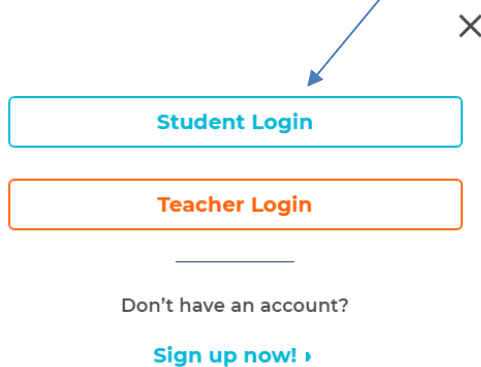 Student Login
Teacher Login
Don’t have an account?
Sign up now!